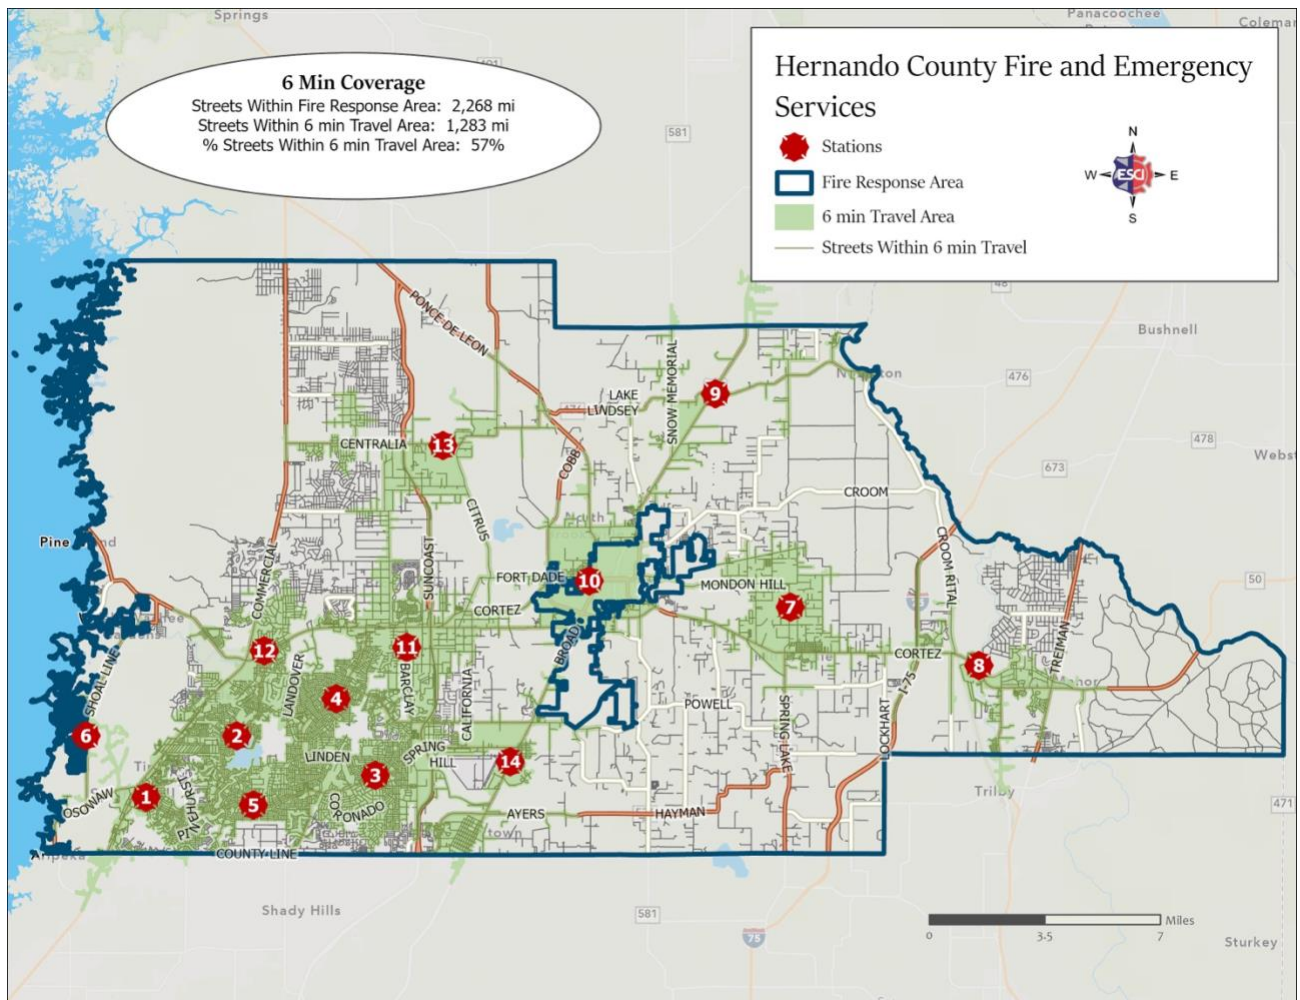 Springs
Panacoochee
491
6 Min Coverage
Streets Within Fire Response Area: 2,268 mi
Streets Within 6 min Travel Area: 1,283 mi
% Streets Within 6 min Travel Area: 57%
Hernando County Fire and Emergency
Services
Stations
Fire Response Area
6 min Travel Area
Streets Within 6 min Travel
N
W
ESCI
E
S
581
48
Bushnell
PONCE-DE-LEON
SNOW MEMORIAL
476
9
LAKE
LINDSEY
CENTRALIA
13
478
COBB
673
CROOM
CITRUS
North
Pine
COMMERCIAL
SUNCOAST
CROOM RITAL
FORT DADE
10
MONDON HILL
50
CORTEZ
7
BROAD
TREIMAN
12
11
CORTEZ
8
SHOAL LINE
LANDOVER
BARCLAY
4
CALIFORNIA
I-75
POWELL
SPRING LAKE
LOCKHART
6
2
LINDEN
SPRING
HILL
14
3
1
OSOWAW
5
PINEHURST
CORONADO
AYERS
HAYMAN
Trilby
471
town
Aripeka
COUNTY LINE
Shady Hills
581
75
Miles
0
3.5
7
Sturkey